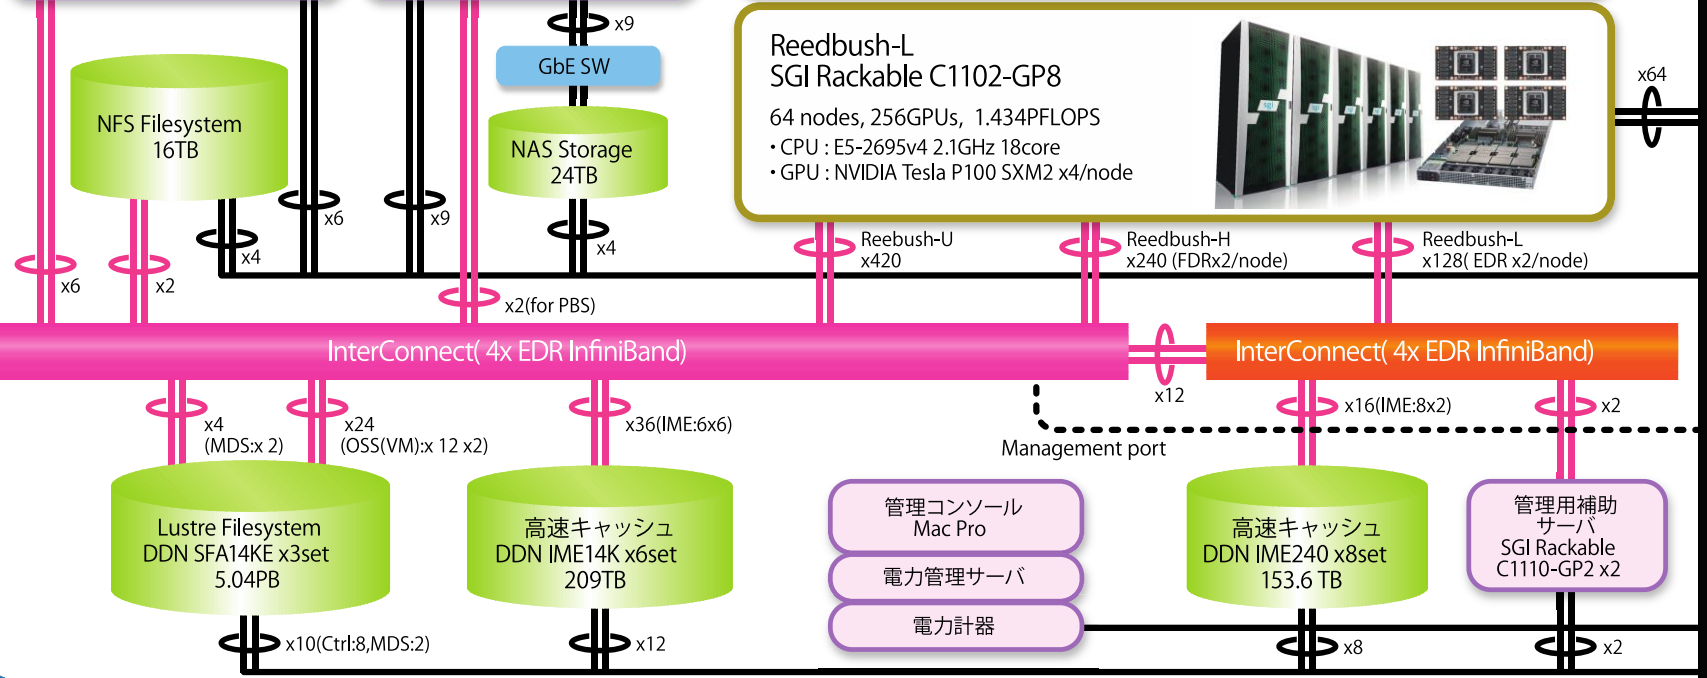 x9
GbE SW
NFS Filesystem
16TB
NAS Storage
24TB
x6
x9
x4
x4
x6
x2
x2(for PBS)
Reedbush-L
SGI Rackable C1102-GP8
64 nodes, 256GPUs, 1.434PFLOPS
・CPU : E5-2695v4 2.1GHz 18core
・GPU : NVIDIA Tesla P100 SXM2 x4/node
sgi
x64
Reebush-U
x420
Reedbush-H
x240 (FDRx2/node)
Reedbush-L
x128( EDR x2/node)
InterConnect( 4x EDR InfiniBand)
x12
InterConnect( 4x EDR InfiniBand)
x4
(MDS:x 2)
x24
(OSS(VM):x 12 x2)
x36(IME:6x6)
x16(IME:8x2)
x2
Management port
Lustre Filesystem
DDN SFA14KE x3set
5.04PB
高速キャッシュ
DDN IME14K x6set
209TB
管理コンソール
Mac Pro
電力管理サーバ
電力計器
高速キャッシュ
DDN IME240 x8set
153.6 TB
管理用補助
サーバ
SGI Rackable
C1110-GP2 x2
x10(Ctrl:8,MDS:2)
x12
x8
x2